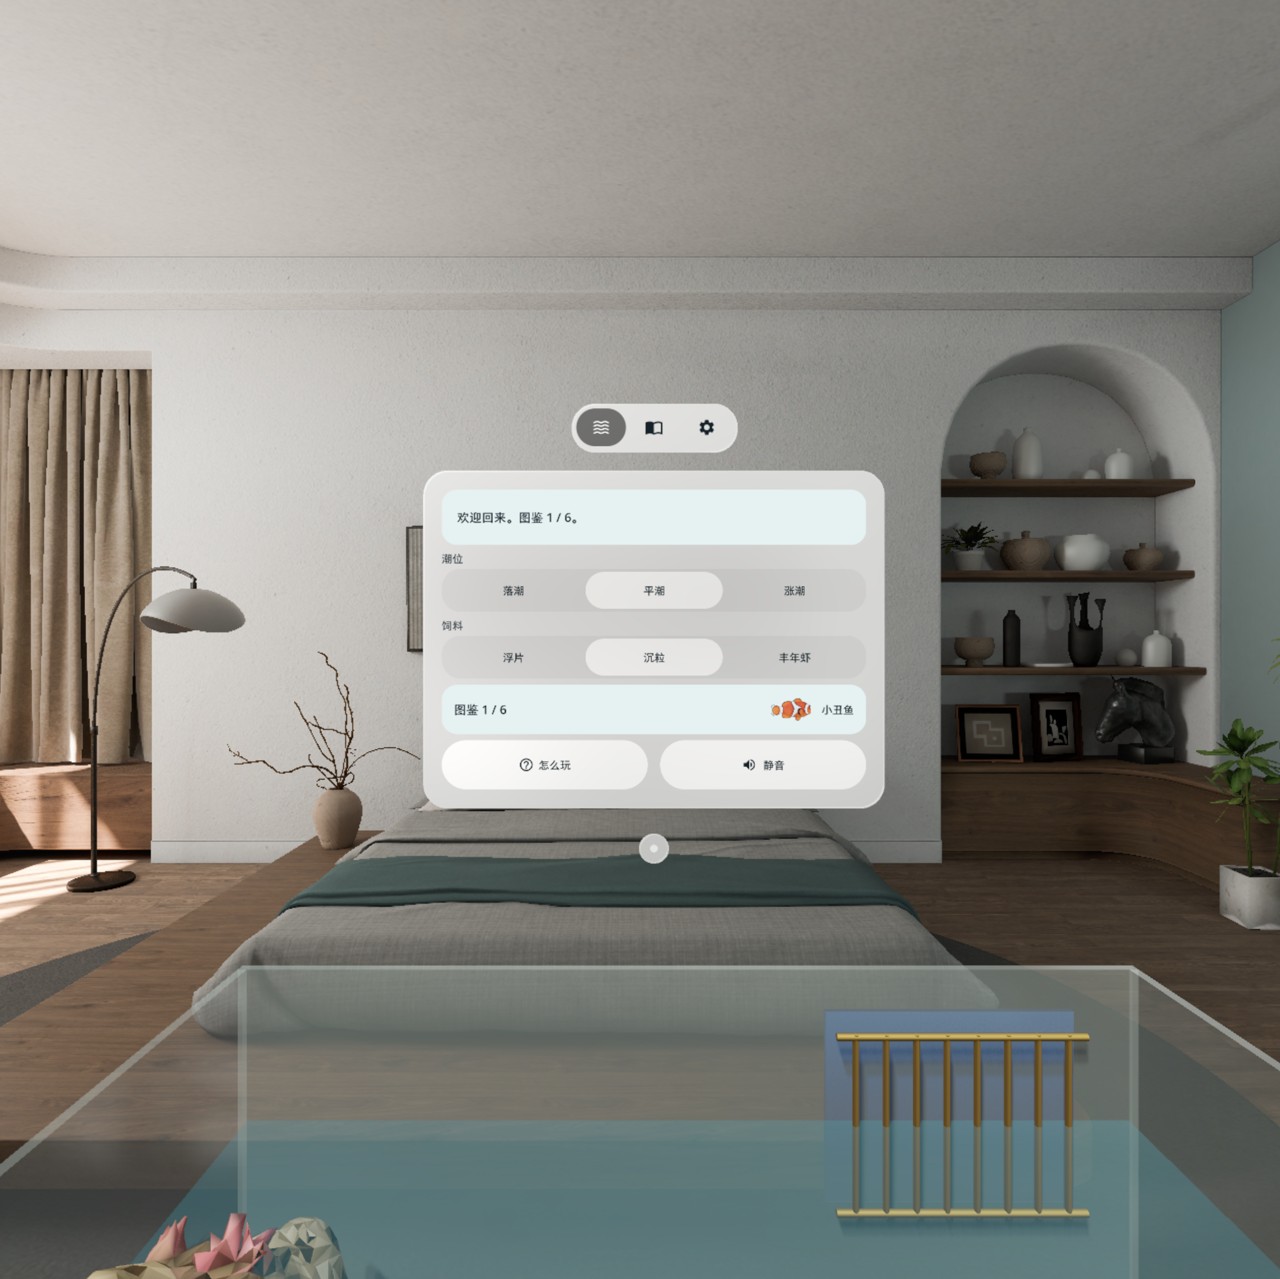 欢迎回来。图鉴 1 / 6。
潮位
落潮 平潮 涨潮
饲料
浮片 沉粒 丰年虾
图鉴 1 / 6 小丑鱼
怎么玩 静音